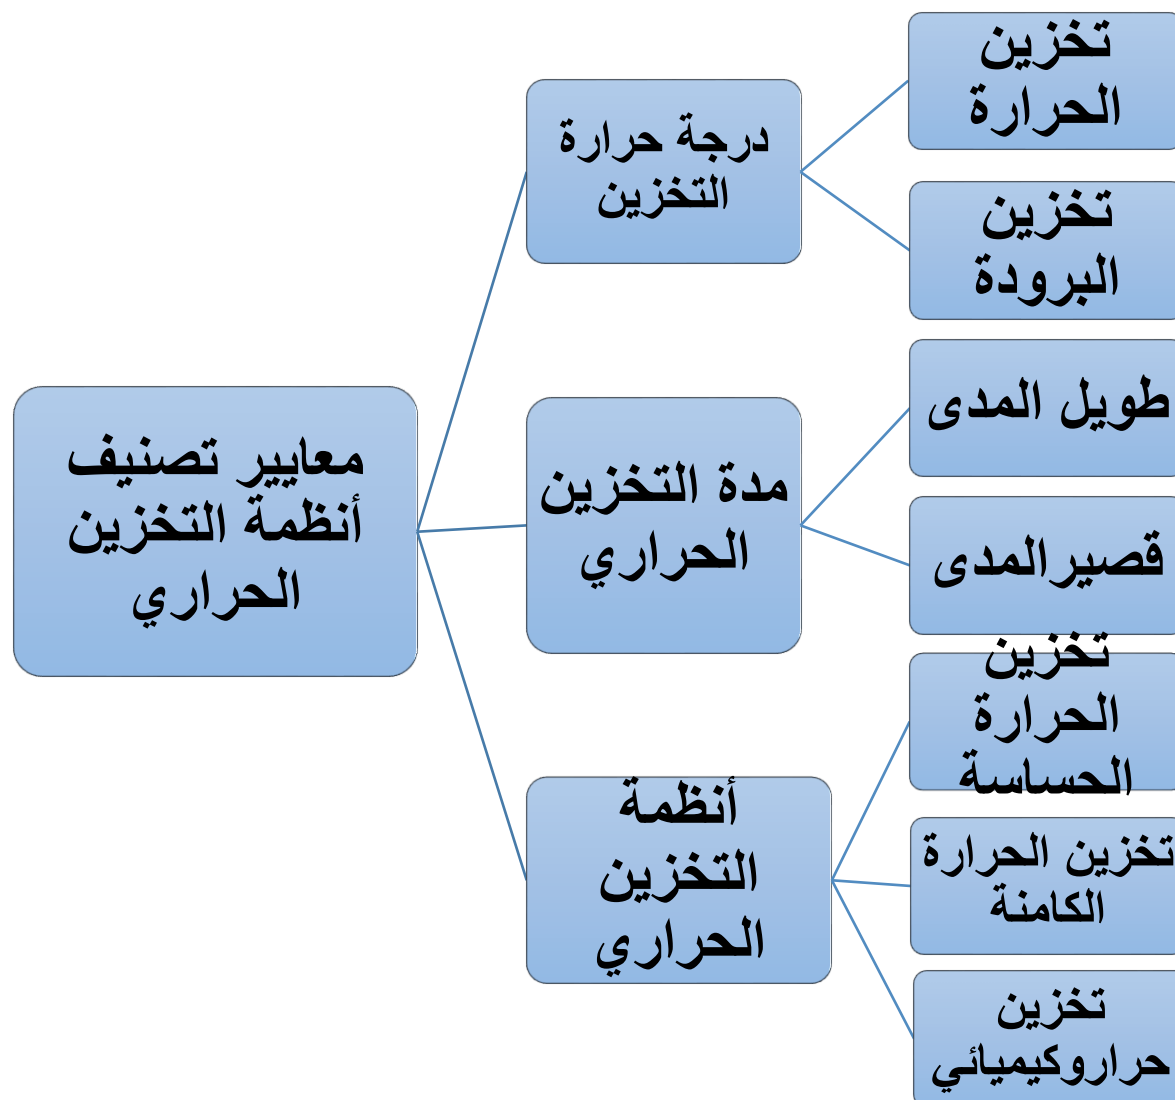 معايير تصنيف
أنظمة التخزين
الحراري
درجة حرارة
التخزين
تخزين
الحرارة
تخزين
البرودة
مدة التخزين
الحراري
طويل المدى
قصيرالمدى
أنظمة
التخزين
الحراري
تخزين
الحرارة
الحساسة
تخزين الحرارة
الكامنة
تخزين
حراروكيميائي